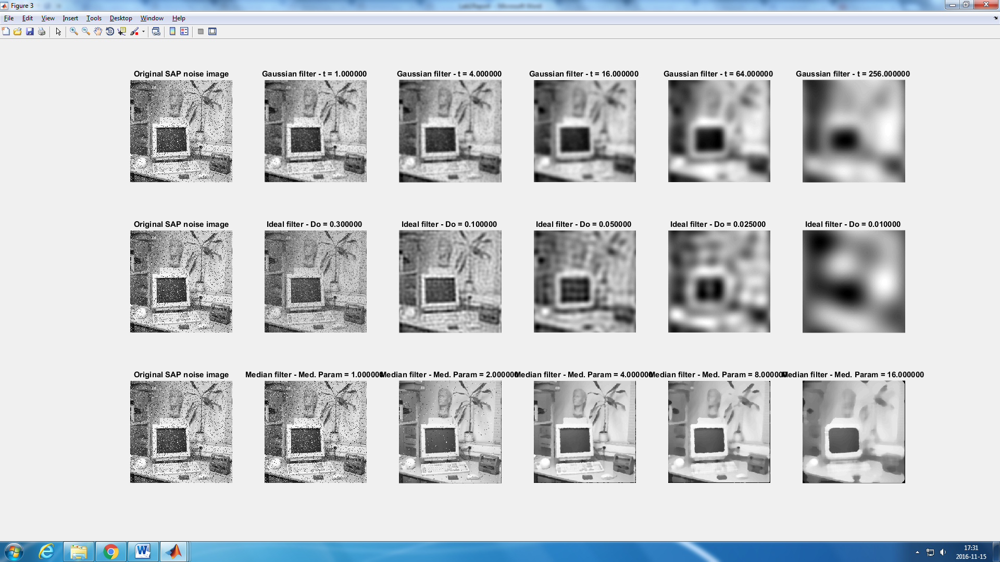 Figure 3
File Edit View Insert Tools Desktop Window Help
Original SAP noise image Gaussian filter - t = 1.000000 Gaussian filter - t = 4.000000 Gaussian filter - t = 16.000000 Gaussian filter - t = 64.000000 Gaussian filter - t = 256.000000
Original SAP noise image Ideal filter - Do = 0.300000 Ideal filter - Do = 0.100000 Ideal filter - Do = 0.050000 Ideal filter - Do = 0.025000 Ideal filter - Do = 0.010000
Original SAP noise image Median filter - Med. Param = 1.000000 Median filter - Med. Param = 2.000000 Median filter - Med. Param = 4.000000 Median filter - Med. Param = 8.000000 Median filter - Med. Param = 16.000000
17:31
2016-11-15